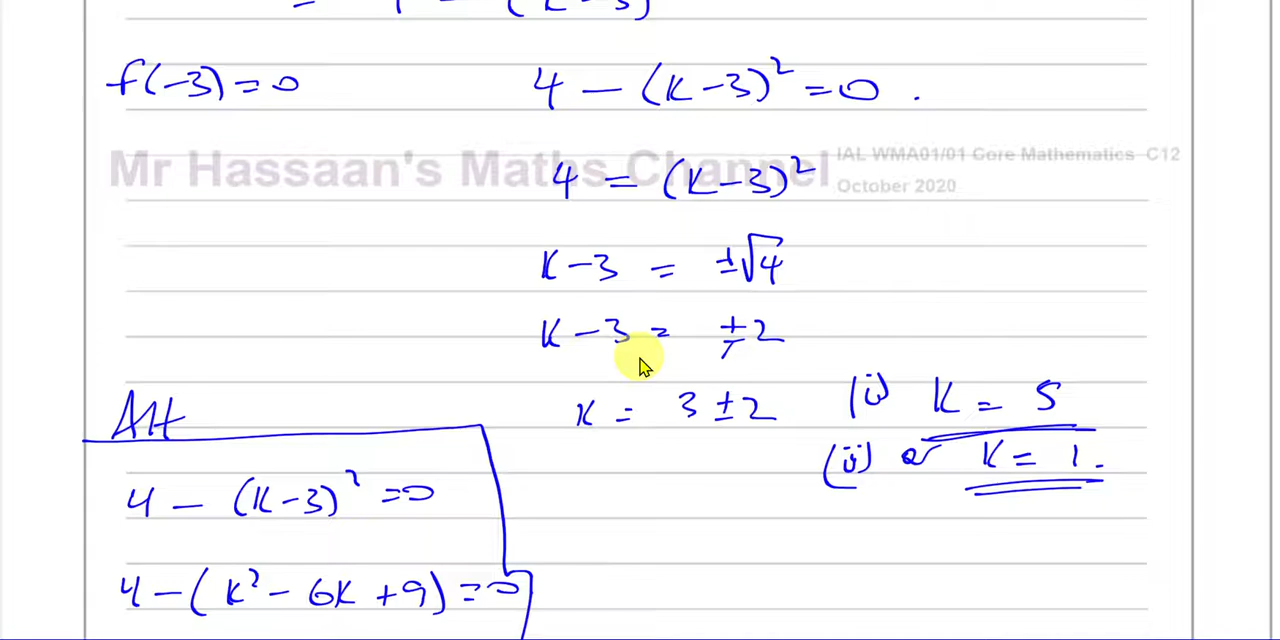 f(-3) = 0
4 - (k-3)² = 0 .
Mr Hassaan's Maths Channel
IAL WMA01/01 Core Mathematics C12
October 2020
4 = (k-3)²
k-3 = ±√4
k-3 = ±2
k = 3 ± 2
(i) k = 5
(ii) or k = 1.
Alt
4 - (k-3)² = 0
4 - (k² - 6k + 9) = 0